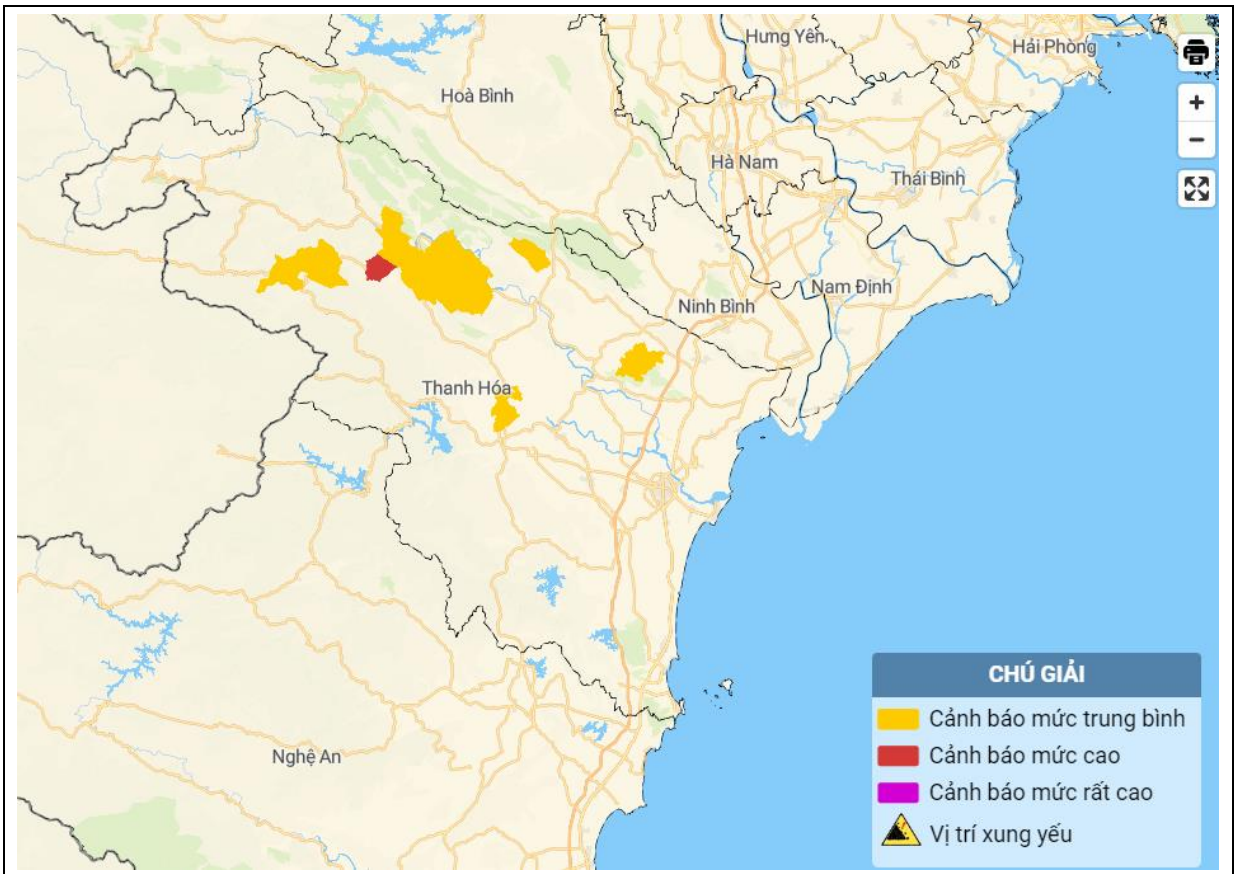 Hưng Yên
Hải Phòng
Hoà Bình
Hà Nam
Thái Bình
Nam Định
Ninh Bình
Thanh Hóa
Nghệ An
+
−
CHÚ GIẢI
Cảnh báo mức trung bình
Cảnh báo mức cao
Cảnh báo mức rất cao
Vị trí xung yếu